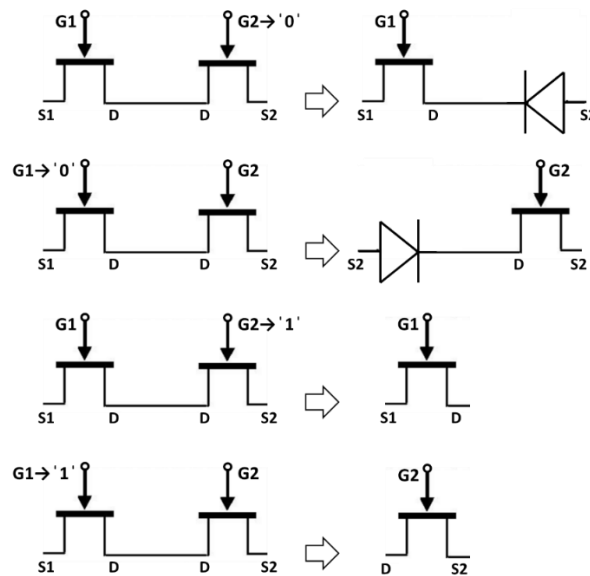 G1 G2→'0' G1
S1 D D S2 S1 D S2
G1→'0' G2 G2
S1 D D S2 S2 D S2
G1 G2→'1' G1
S1 D D S2 S1 D
G1→'1' G2 G2
S1 D D S2 D S2